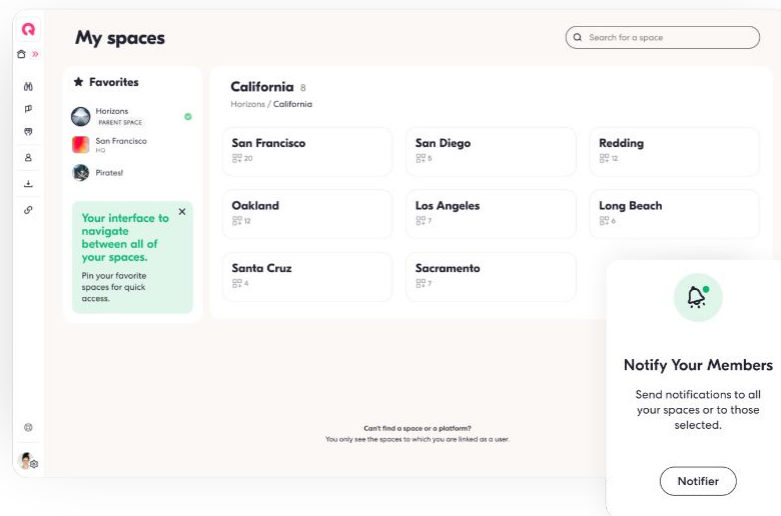 My spaces
Search for a space
Favorites
Horizons
PARENT SPACE
San Francisco
HQ
Pirates!
Your interface to
navigate
between all of
your spaces.
Pin your favorite
spaces for quick
access.
California 8
Horizons / California
San Francisco
20
San Diego
5
Redding
12
Oakland
12
Los Angeles
7
Long Beach
6
Santa Cruz
4
Sacramento
7
Can't find a space or a platform?
You only see the spaces to which you are linked as a user.
Notify Your Members
Send notifications to all
your spaces or to those
selected.
Notifier